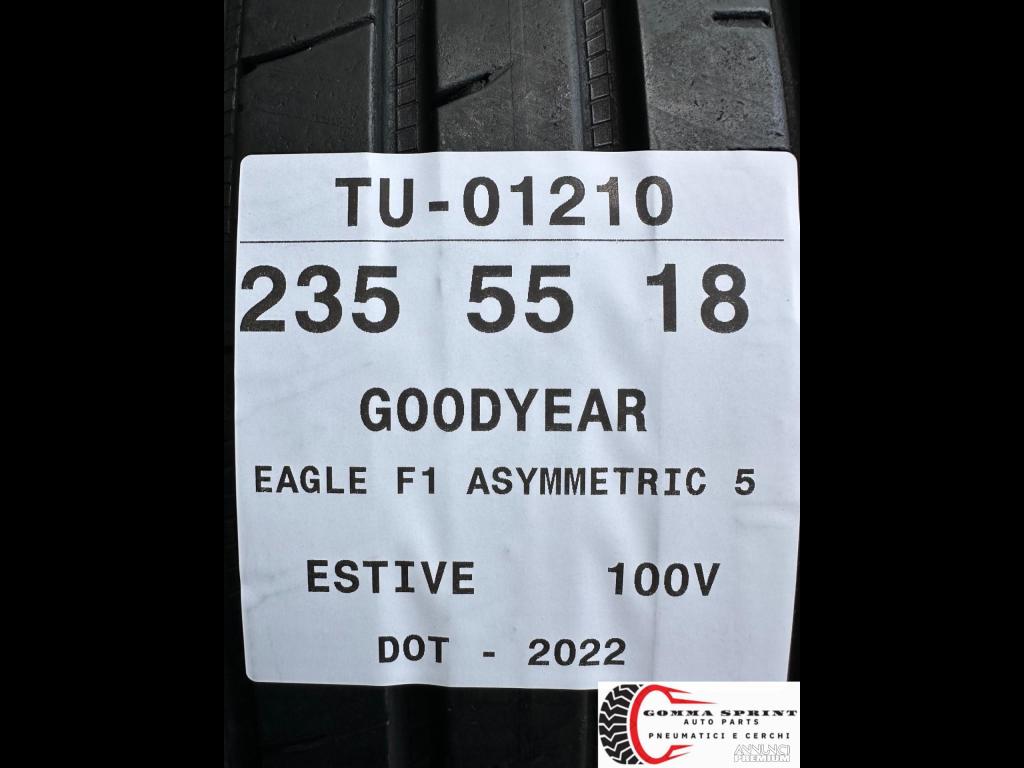 TU-01210
235 55 18
GOODYEAR
EAGLE F1 ASYMMETRIC 5
ESTIVE 100V
DOT - 2022
GOMMA SPRINT
AUTO PARTS
PNEUMATICI E CERCHI
ANNUNCI
PREMIUM